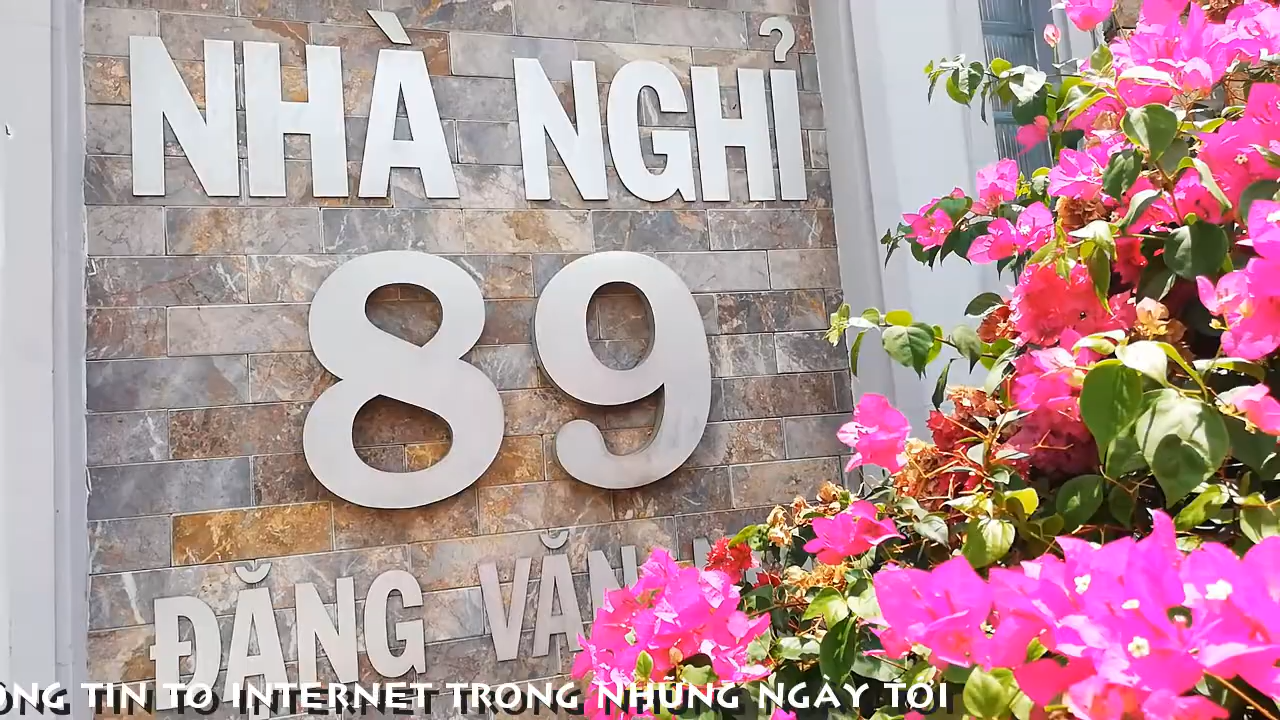 NHÀ NGHỈ
89
ĐẶNG VĂN
TIN TO INTERNET TRONG NHỮNG NGÀY TỚI